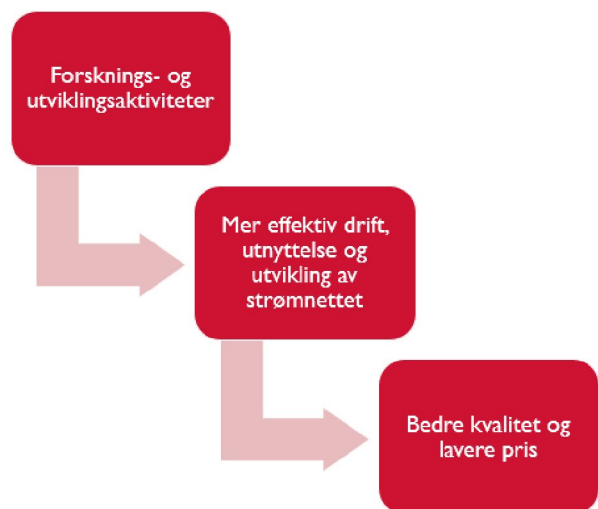 Forsknings- og
utviklingsaktiviteter
Mer effektiv drift,
utnyttelse og
utvikling av
strømnettet
Bedre kvalitet og
lavere pris